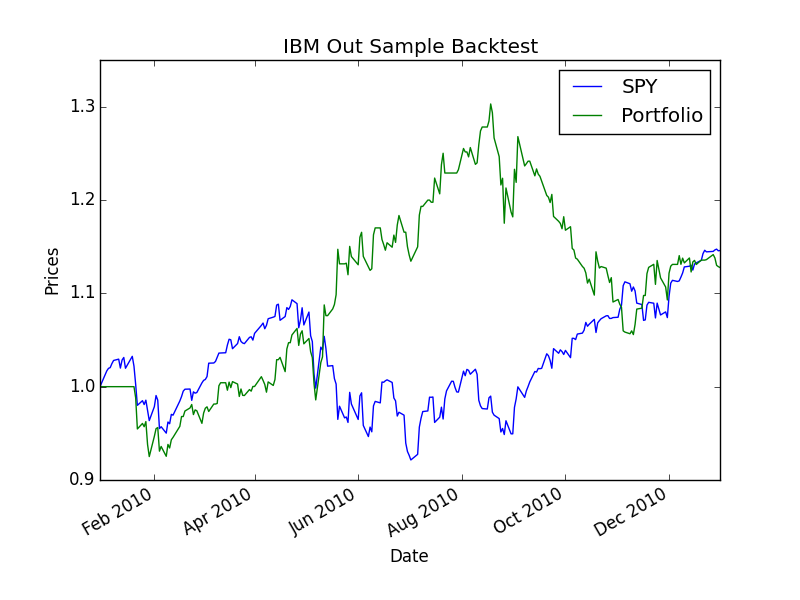 IBM Out Sample Backtest
SPY
Portfolio
Prices
1.3
1.2
1.1
1.0
0.9
Feb 2010
Apr 2010
Jun 2010
Aug 2010
Oct 2010
Dec 2010
Date